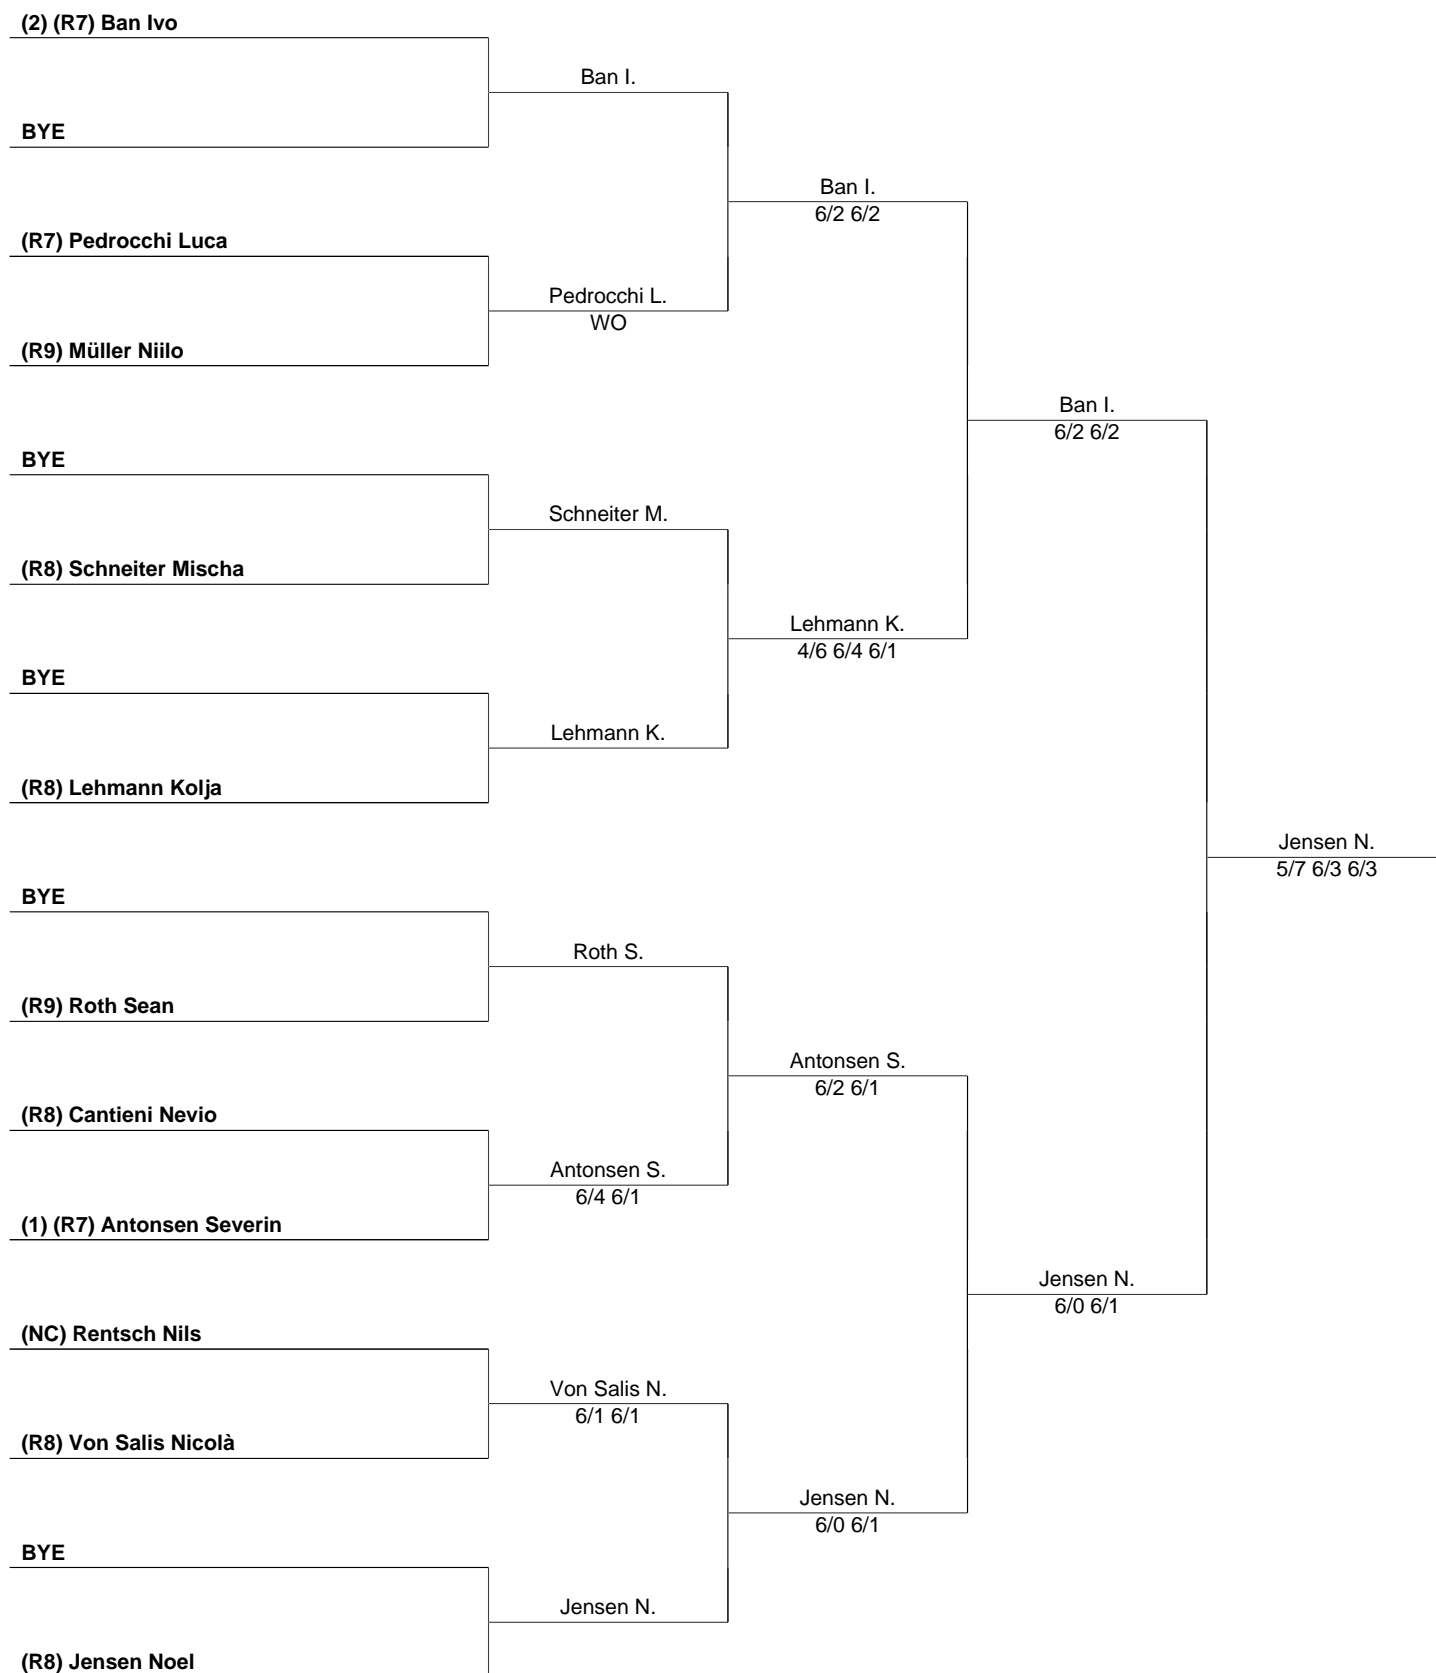 (2) (R7) Ban Ivo
Ban I.
BYE
Ban I.
6/2 6/2
(R7) Pedrocchi Luca
Pedrocchi L.
WO
(R9) Müller Niilo
Ban I.
6/2 6/2
BYE
Schneiter M.
(R8) Schneiter Mischa
Lehmann K.
4/6 6/4 6/1
BYE
Lehmann K.
(R8) Lehmann Kolja
Jensen N.
5/7 6/3 6/3
BYE
Roth S.
(R9) Roth Sean
Antonsen S.
6/2 6/1
(R8) Cantieni Nevio
Antonsen S.
6/4 6/1
(1) (R7) Antonsen Severin
Jensen N.
6/0 6/1
(NC) Rentsch Nils
Von Salis N.
6/1 6/1
(R8) Von Salis Nicolà
Jensen N.
6/0 6/1
BYE
Jensen N.
(R8) Jensen Noel